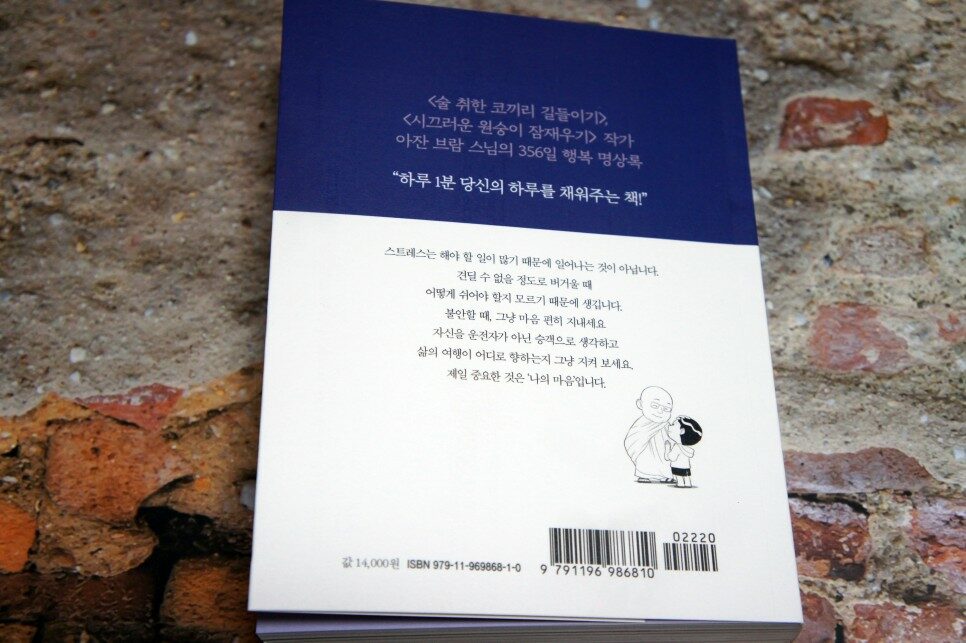 <술 취한 코끼리 길들이기>,
<시끄러운 원숭이 잠재우기> 작가
아잔 브람 스님의 356일 행복 명상록
“하루 1분 당신의 하루를 채워주는 책!”
스트레스는 해야 할 일이 많기 때문에 일어나는 것이 아닙니다.
견딜 수 없을 정도로 버거울 때
어떻게 쉬어야 할지 모르기 때문에 생깁니다.
불안할 때, 그냥 마음 편히 지내세요
자신을 운전자가 아닌 승객으로 생각하고
삶의 여행이 어디로 향하는지 그냥 지켜 보세요.
제일 중요한 것은 ‘나의 마음’입니다.
02220
값 14,000원 ISBN 979-11-969868-1-0
9 791196 986810